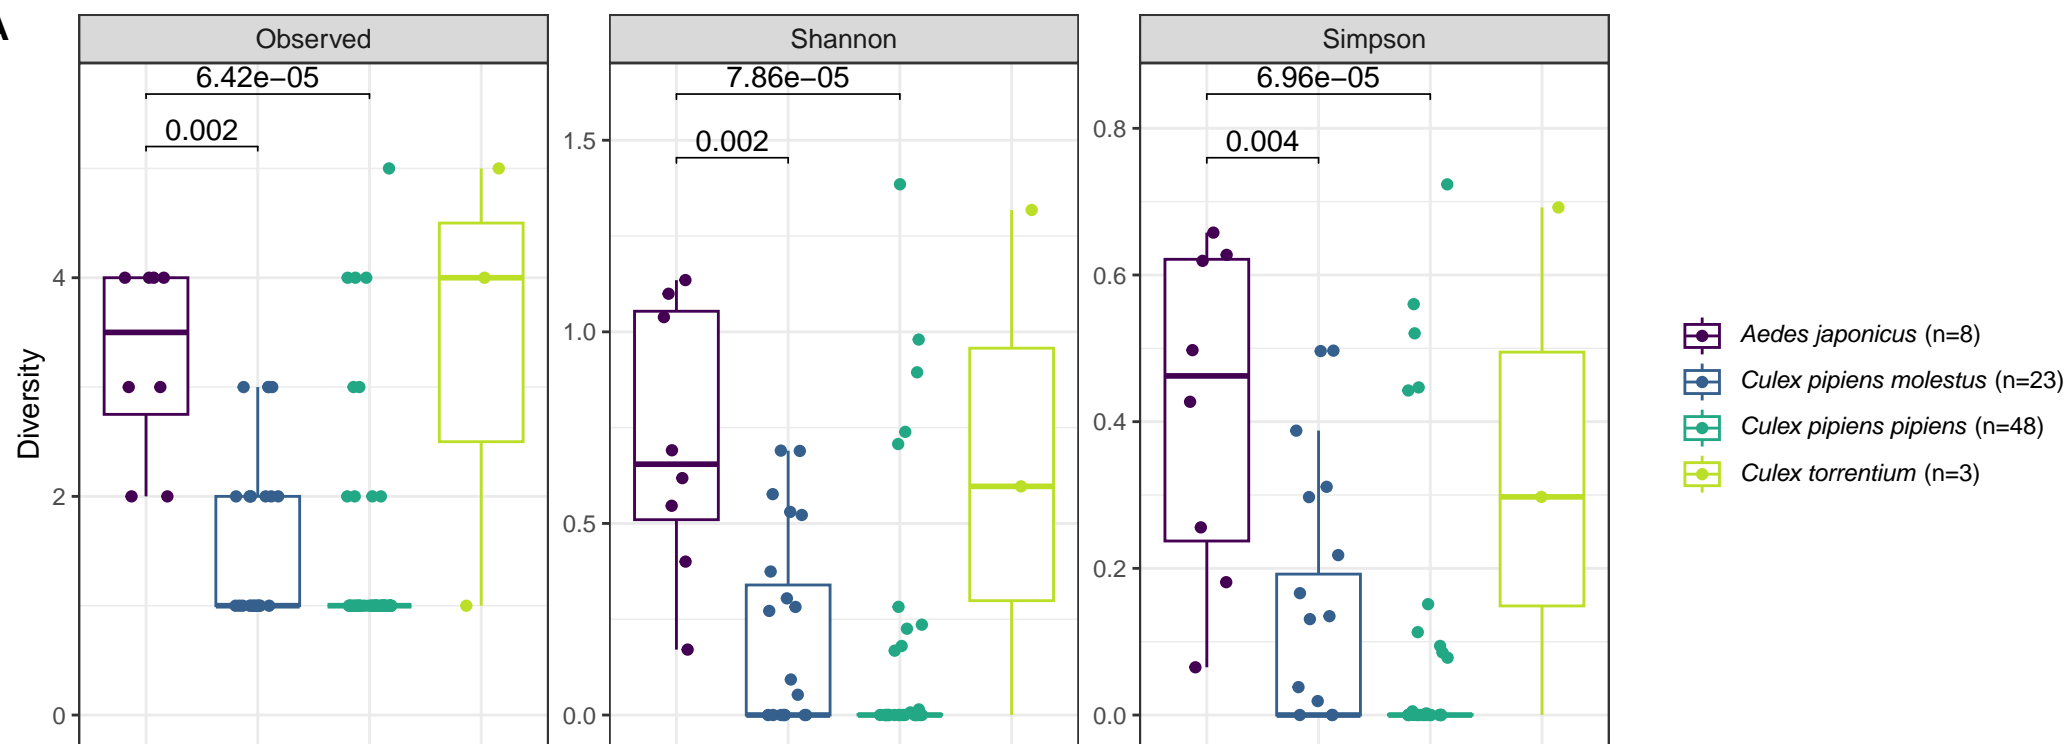 A
Observed
Shannon
Simpson
6.42e−05
0.002
7.86e−05
0.002
6.96e−05
0.004
Diversity
4
2
0
1.5
1.0
0.5
0.0
0.8
0.6
0.4
0.2
0.0
Aedes japonicus (n=8)
Culex pipiens molestus (n=23)
Culex pipiens pipiens (n=48)
Culex torrentium (n=3)